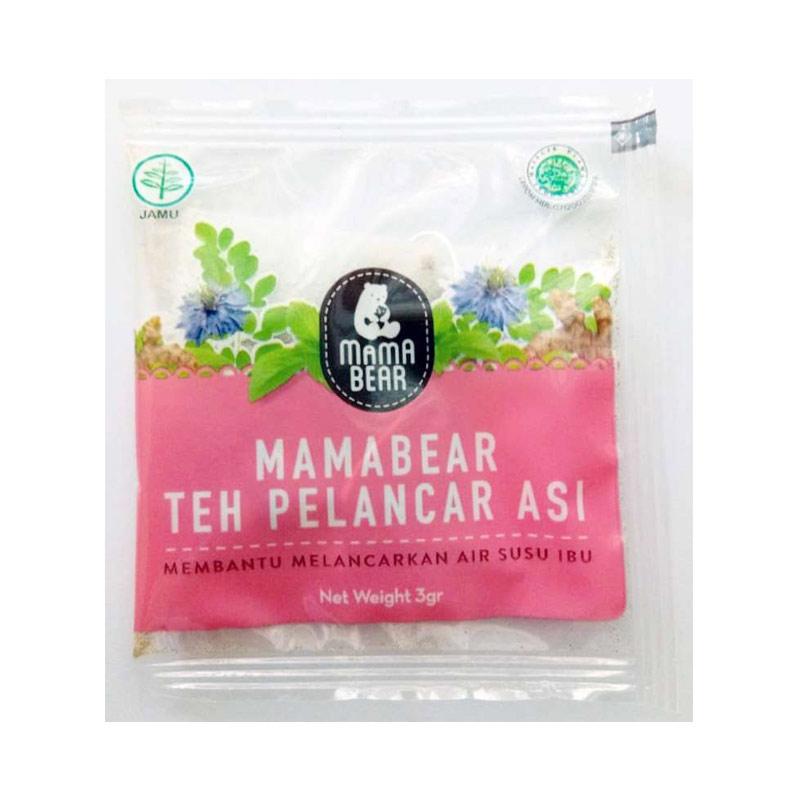 JAMU
MAMA
BEAR
MAMABEAR
TEH PELANCAR ASI
MEMBANTU MELANCARKAN AIR SUSU IBU
Net Weight 3gr